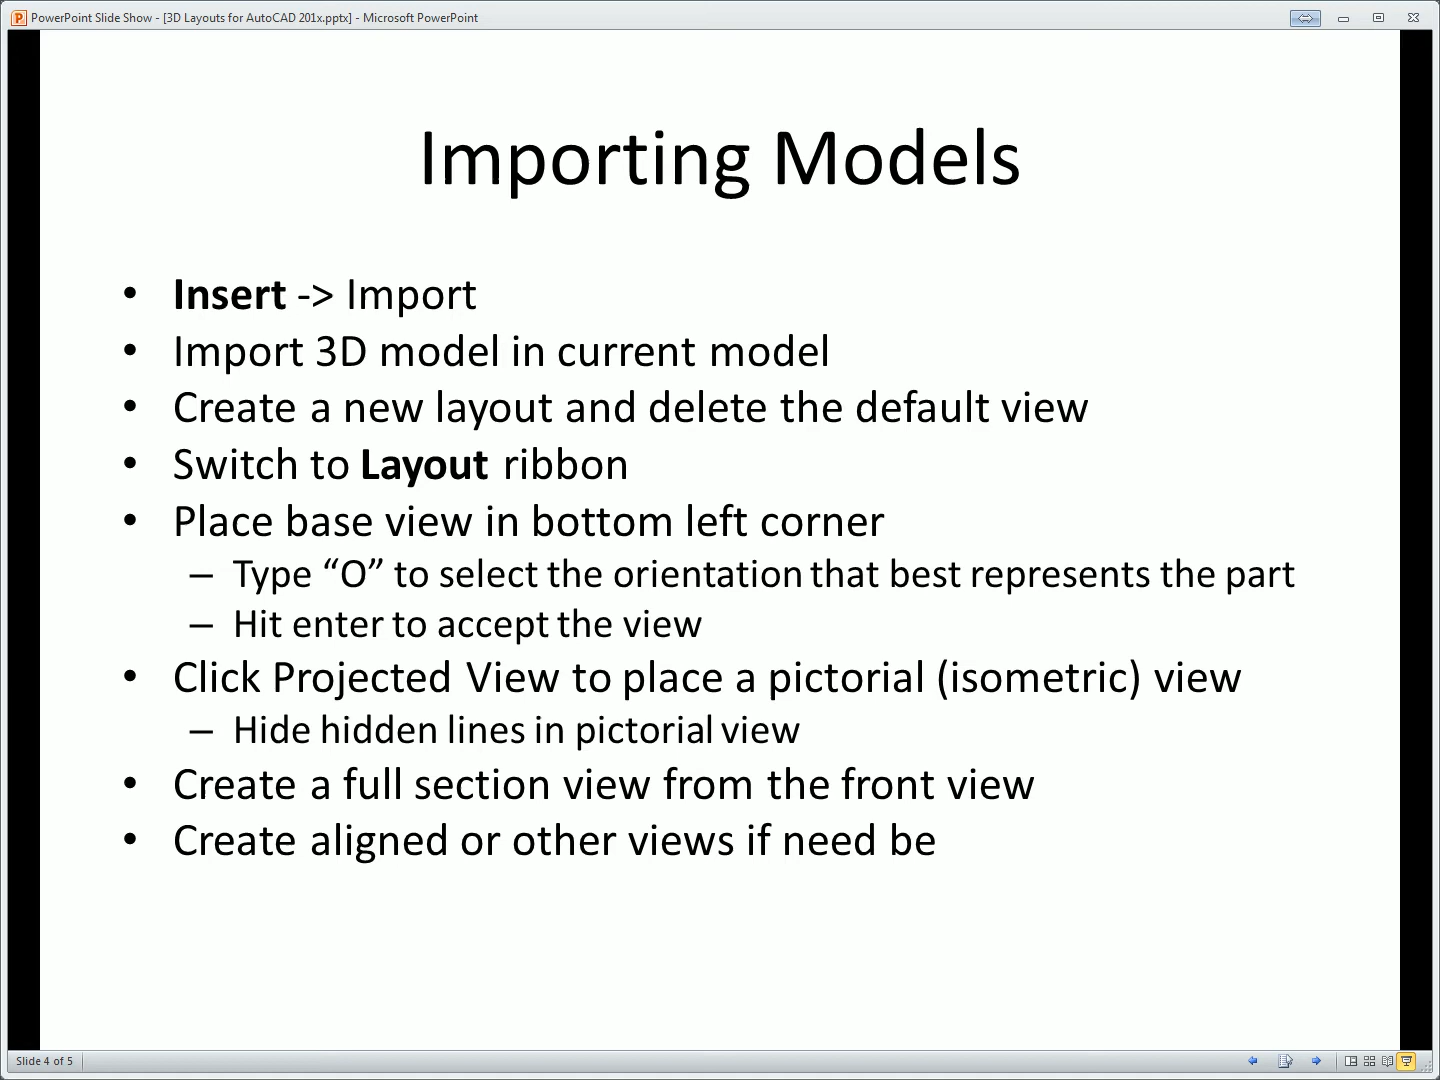 PowerPoint Slide Show - [3D Layouts for AutoCAD 201x.pptx] - Microsoft PowerPoint
Importing Models
• Insert -> Import
• Import 3D model in current model
• Create a new layout and delete the default view
• Switch to Layout ribbon
• Place base view in bottom left corner
– Type “O” to select the orientation that best represents the part
– Hit enter to accept the view
• Click Projected View to place a pictorial (isometric) view
– Hide hidden lines in pictorial view
• Create a full section view from the front view
• Create aligned or other views if need be
Slide 4 of 5